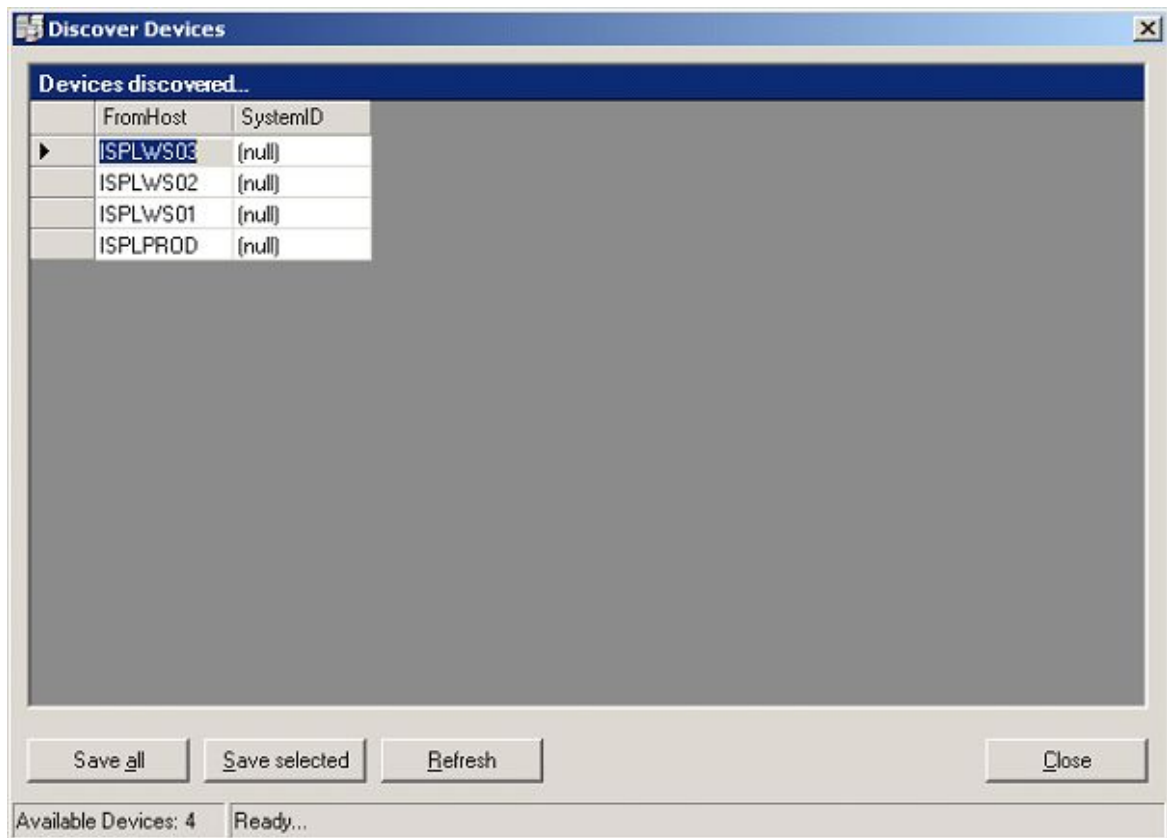 Discover Devices
Devices discovered...
FromHost SystemID
ISPLWS03 (null)
ISPLWS02 (null)
ISPLWS01 (null)
ISPLPROD (null)
Save all Save selected Refresh Close
Available Devices: 4 Ready...